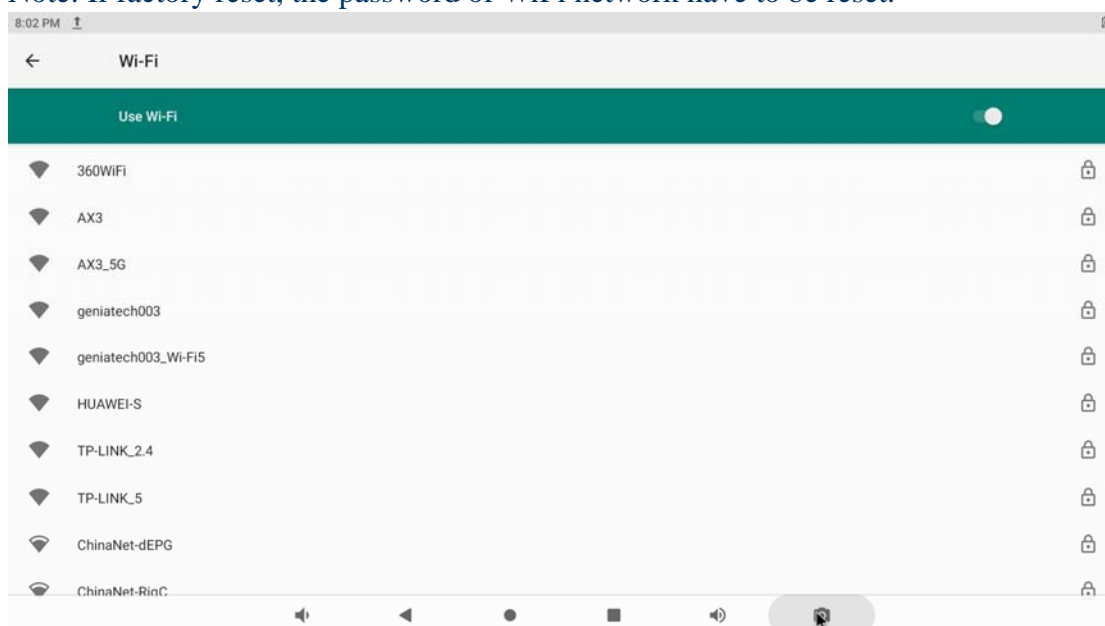 Note: If factory reset, the password of WIFI network have to be reset.
8:02 PM
Wi-Fi
Use Wi-Fi
360WiFi
AX3
AX3_5G
geniatech003
geniatech003_Wi-Fi5
HUAWEI-S
TP-LINK_2.4
TP-LINK_5
ChinaNet-dEPG
ChinaNet-RigC